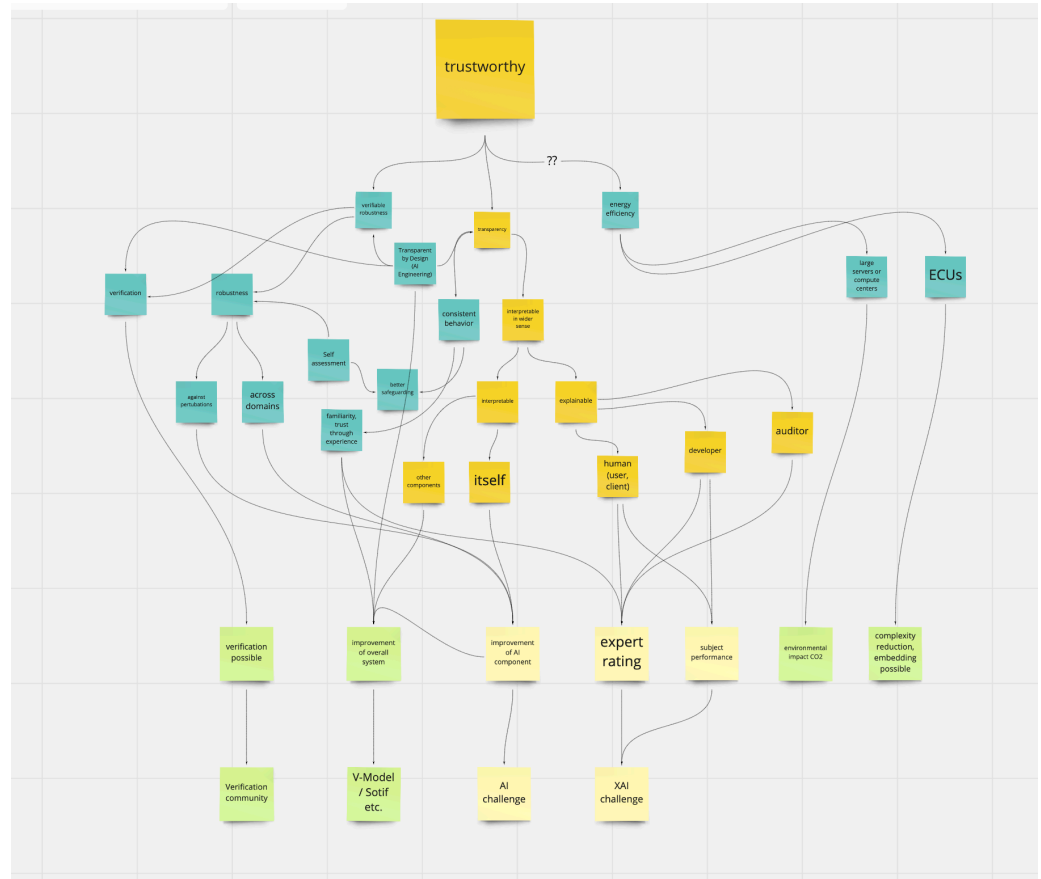 trustworthy
??
verifiable
robustness
energy
efficiency
transparency
Transparent
by Design
(AI
Engineering)
large
servers or
compute
centers
ECUs
verification
robustness
consistent
behavior
interpretable
in wider
sense
Self
assessment
better
safeguarding
against
pertubations
across
domains
interpretable
explainable
familiarity,
trust
through
experience
auditor
developer
other
components
itself
human
(user,
client)
verification
possible
improvement
of overall
system
improvement
of AI
component
expert
rating
subject
performance
environmental
impact CO2
complexity
reduction,
embedding
possible
Verification
community
V-Model
/ Sotif
etc.
AI
challenge
XAI
challenge